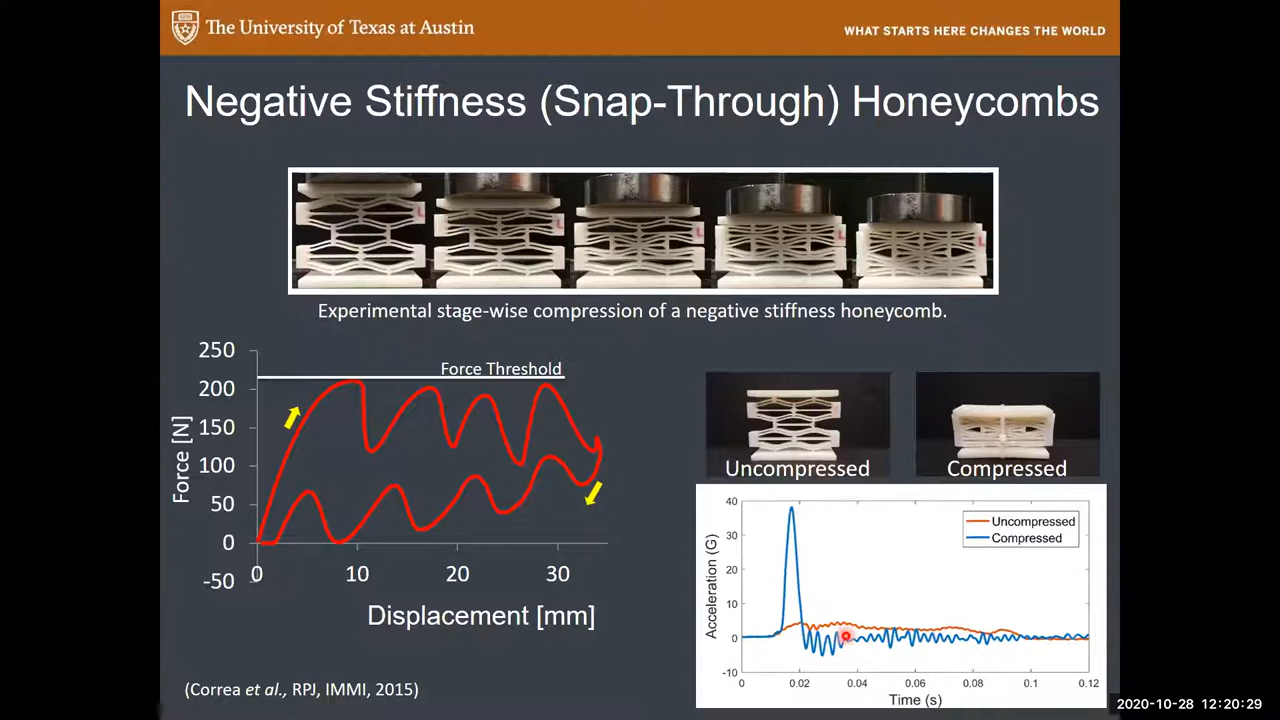 The University of Texas at Austin
WHAT STARTS HERE CHANGES THE WORLD
Negative Stiffness (Snap-Through) Honeycombs
Experimental stage-wise compression of a negative stiffness honeycomb.
250
200
150
100
50
0
-50
Force [N]
Force Threshold
0 10 20 30
Displacement [mm]
Uncompressed
Compressed
40
30
20
10
0
-10
Acceleration (G)
Uncompressed
Compressed
0 0.02 0.04 0.06 0.08 0.1 0.12
Time (s)
(Correa et al., RPJ, IMMI, 2015)
2020-10-28 12:20:29